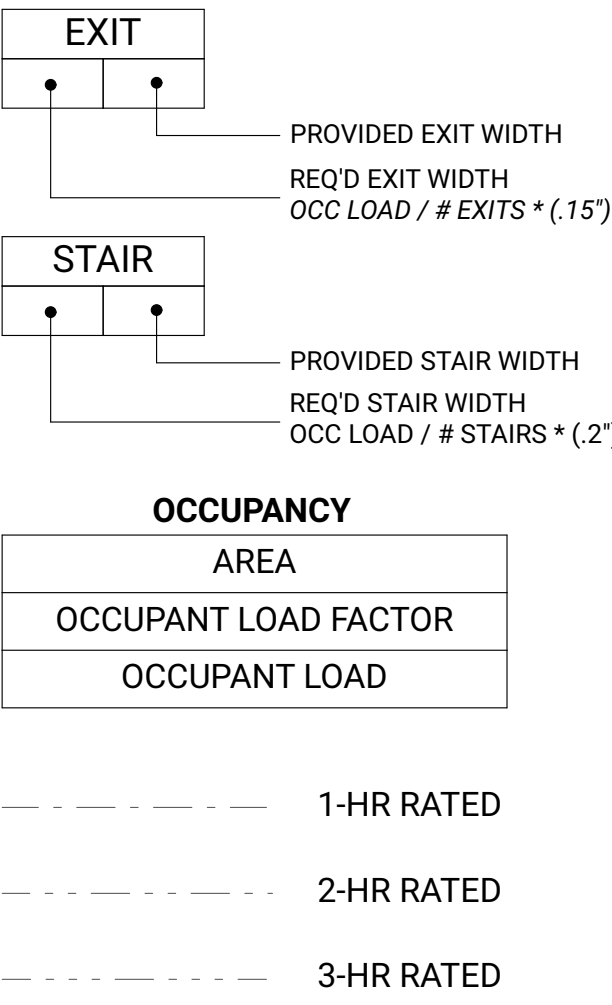 EXIT
PROVIDED EXIT WIDTH
REQ'D EXIT WIDTH
OCC LOAD / # EXITS * (.15")
STAIR
PROVIDED STAIR WIDTH
REQ'D STAIR WIDTH
OCC LOAD / # STAIRS * (.2")
OCCUPANCY
AREA
OCCUPANT LOAD FACTOR
OCCUPANT LOAD
1-HR RATED
2-HR RATED
3-HR RATED